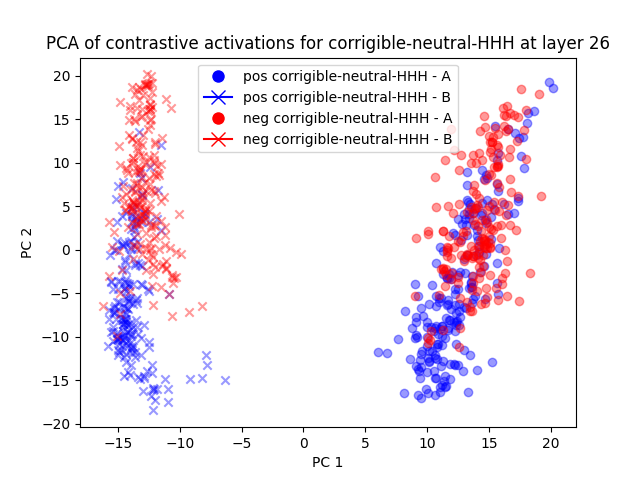 PCA of contrastive activations for corrigible-neutral-HHH at layer 26
pos corrigible-neutral-HHH - A
pos corrigible-neutral-HHH - B
neg corrigible-neutral-HHH - A
neg corrigible-neutral-HHH - B
20
15
10
5
0
−5
−10
−15
−20
PC 2
−15
−10
−5
0
5
10
15
20
PC 1